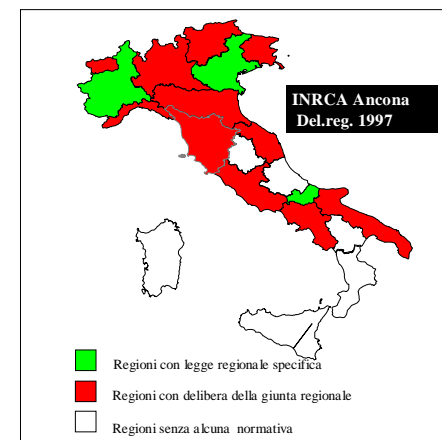 INRCA Ancona
Del.reg. 1997
Regioni con legge regionale specifica
Regioni con delibera della giunta regionale
Regioni senza alcuna normativa